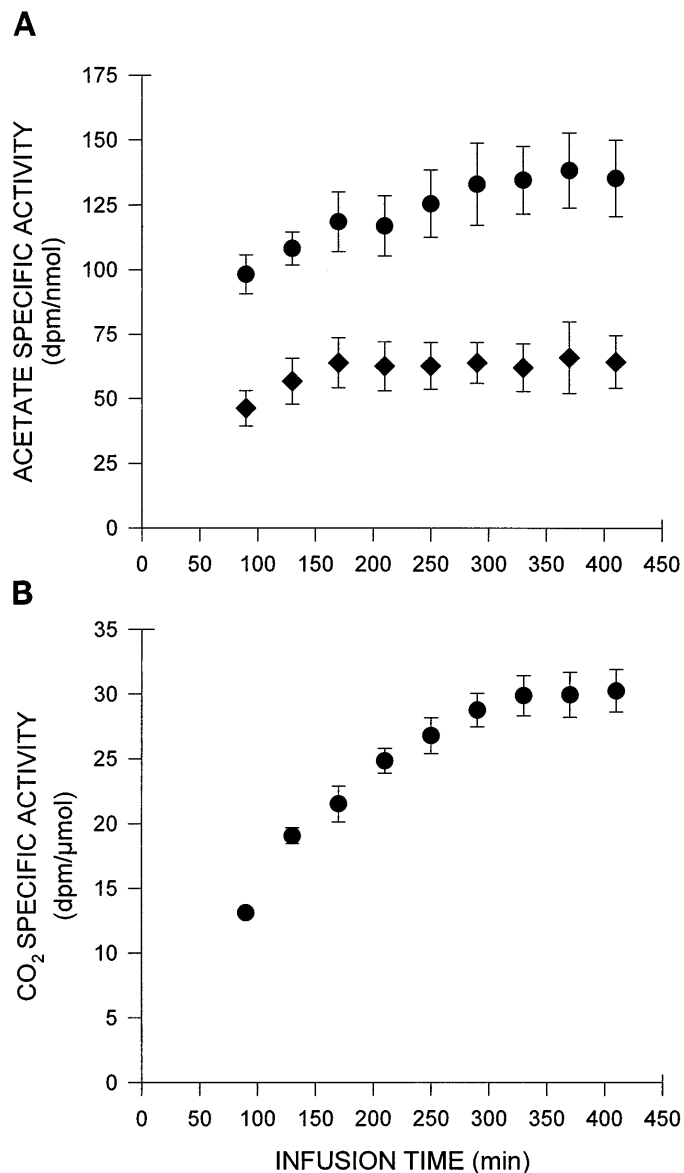 A
175
150
125
100
75
50
25
0
ACETATE SPECIFIC ACTIVITY
(dpm/nmol)
0 50 100 150 200 250 300 350 400 450
B
35
30
25
20
15
10
5
0
CO₂ SPECIFIC ACTIVITY
(dpm/µmol)
0 50 100 150 200 250 300 350 400 450
INFUSION TIME (min)